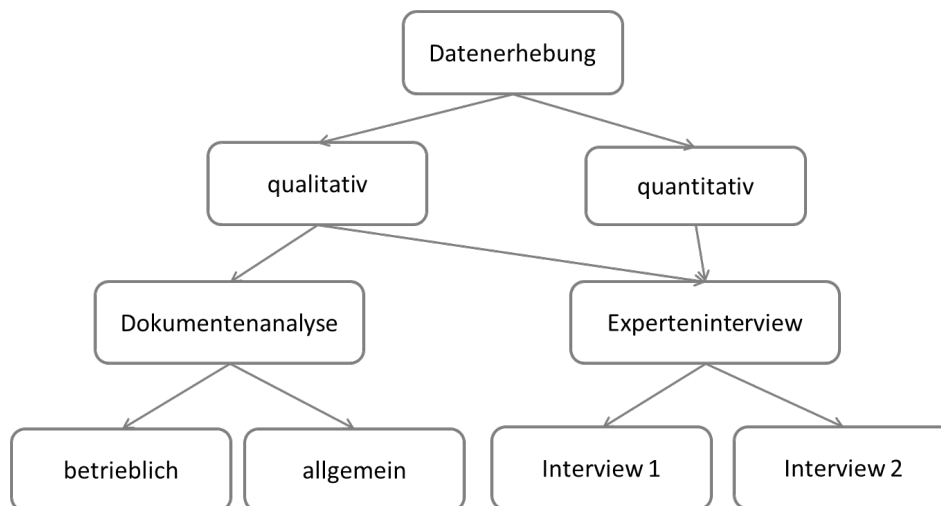 Datenerhebung
qualitativ
quantitativ
Dokumentenanalyse
Experteninterview
betrieblich
allgemein
Interview 1
Interview 2